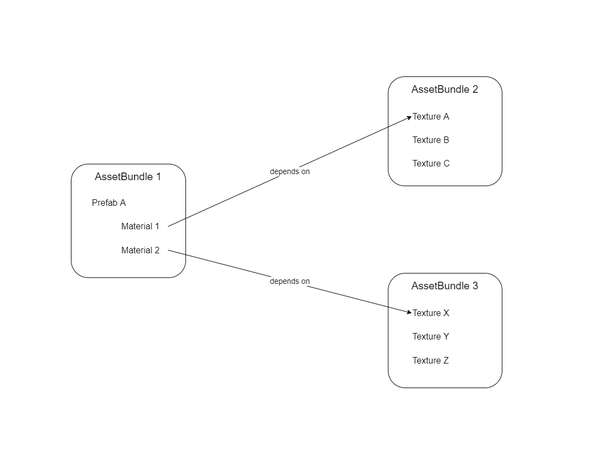 AssetBundle 1
Prefab A
Material 1
Material 2
depends on
depends on
AssetBundle 2
Texture A
Texture B
Texture C
AssetBundle 3
Texture X
Texture Y
Texture Z